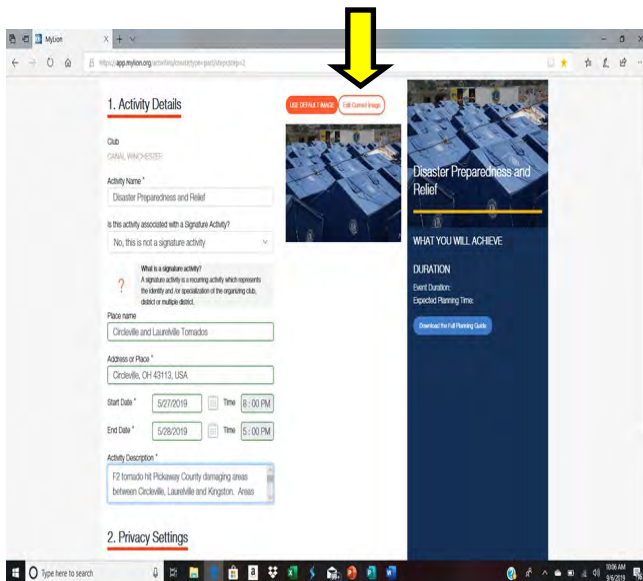 MyLion
https://app.mylion.org/activities/create?type=past/steps;step=2
1. Activity Details
USE DEFAULT IMAGE
Edit Current Image
Club
CANAL WINCHESTER
Activity Name *
Disaster Preparedness and Relief
Is this activity associated with a Signature Activity?
No, this is not a signature activity
?
What is a signature activity?
A signature activity is a recurring activity which represents
the identity and /or specialization of the organizing club,
district or multiple district.
Place name
Circleville and Laurelville Tornados
Address or Place *
Circleville, OH 43113, USA
Start Date *
5/27/2019
Time
8 : 00 PM
End Date *
5/28/2019
Time
5 : 00 PM
Activity Description *
F2 tornado hit Pickaway County damaging areas
between Circleville, Laurelville and Kingston. Areas
2. Privacy Settings
Disaster Preparedness and
Relief
WHAT YOU WILL ACHIEVE
DURATION
Event Duration:
Expected Planning Time:
Download the Full Planning Guide
Type here to search
10:06 AM
9/6/2019